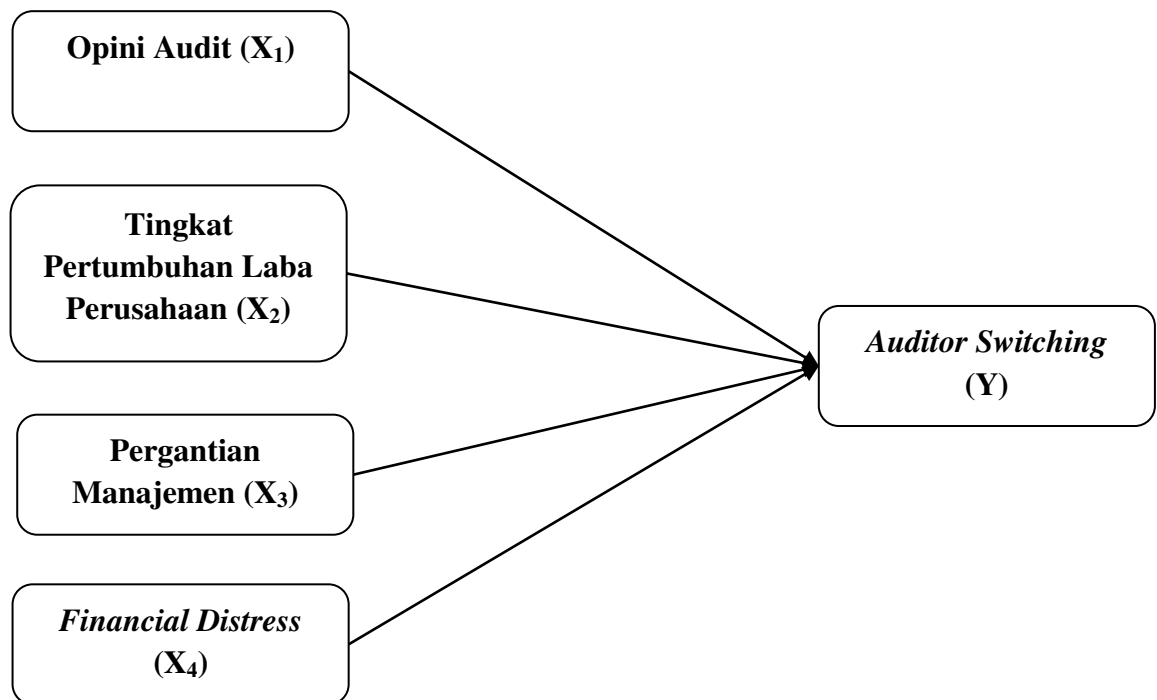 Opini Audit (X₁)
Tingkat
Pertumbuhan Laba
Perusahaan (X₂)
Pergantian
Manajemen (X₃)
Financial Distress
(X₄)
Auditor Switching
(Y)